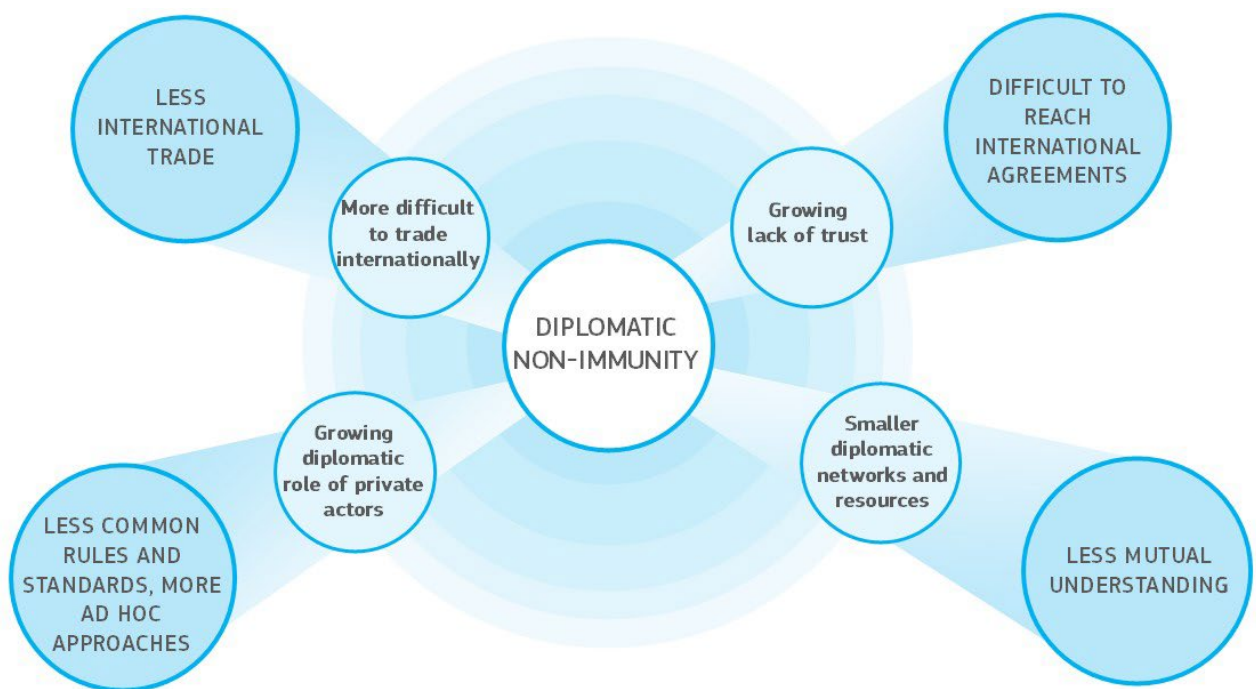 LESS
INTERNATIONAL
TRADE
More difficult
to trade
internationally
DIFFICULT TO
REACH
INTERNATIONAL
AGREEMENTS
Growing
lack of trust
DIPLOMATIC
NON-IMMUNITY
Growing
diplomatic
role of private
actors
LESS COMMON
RULES AND
STANDARDS, MORE
AD HOC
APPROACHES
Smaller
diplomatic
networks and
resources
LESS MUTUAL
UNDERSTANDING